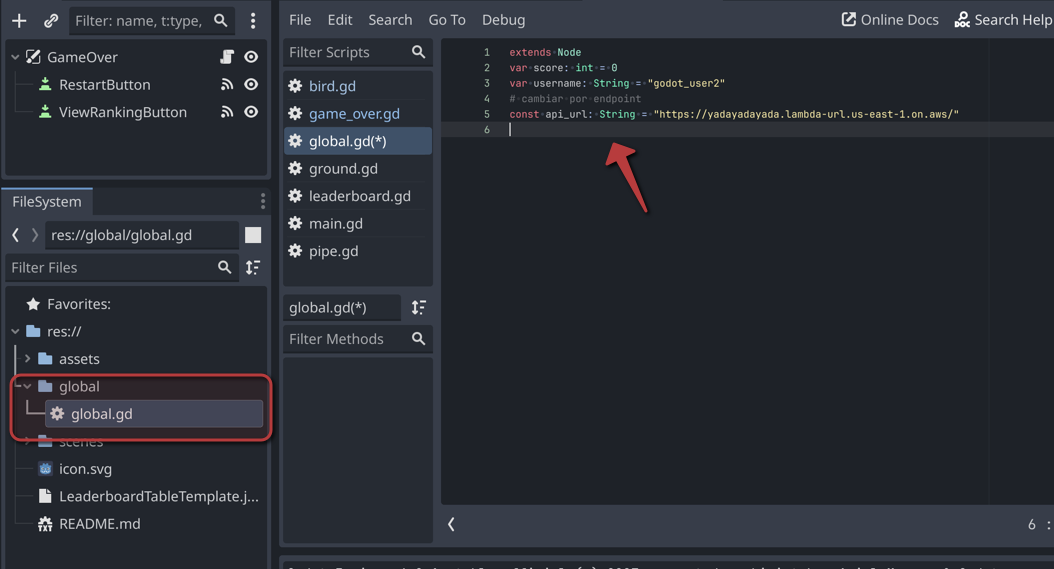 Filter: name, t:type,
GameOver
RestartButton
ViewRankingButton
FileSystem
res://global/global.gd
Filter Files
Favorites:
res://
assets
global
global.gd
scenes
icon.svg
LeaderboardTableTemplate.j...
README.md
File Edit Search Go To Debug
Online Docs Search Help
Filter Scripts
bird.gd
game_over.gd
global.gd(*)
ground.gd
leaderboard.gd
main.gd
pipe.gd
global.gd(*)
Filter Methods
1 extends Node
2 var score: int = 0
3 var username: String = "godot_user2"
4 # cambiar por endpoint
5 const api_url: String = "https://yadayadayada.lambda-url.us-east-1.on.aws/"
6
6 :